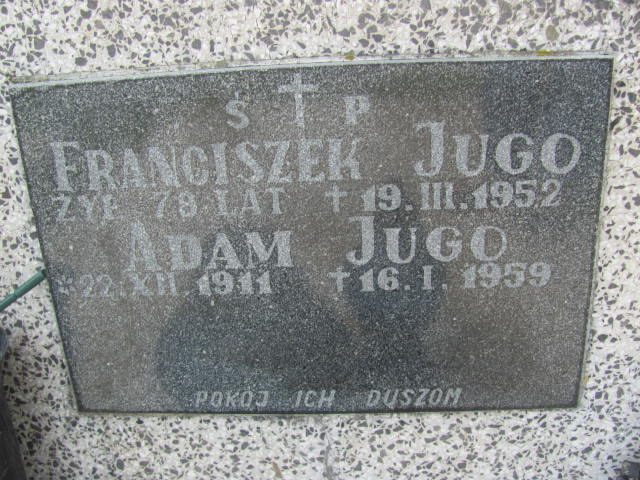 Ś † P
FRANCISZEK JUGO
ŻYŁ 79 LAT † 19.III.1952
ADAM JUGO
* 22.XII.1911 † 16.I.1959
POKÓJ ICH DUSZOM